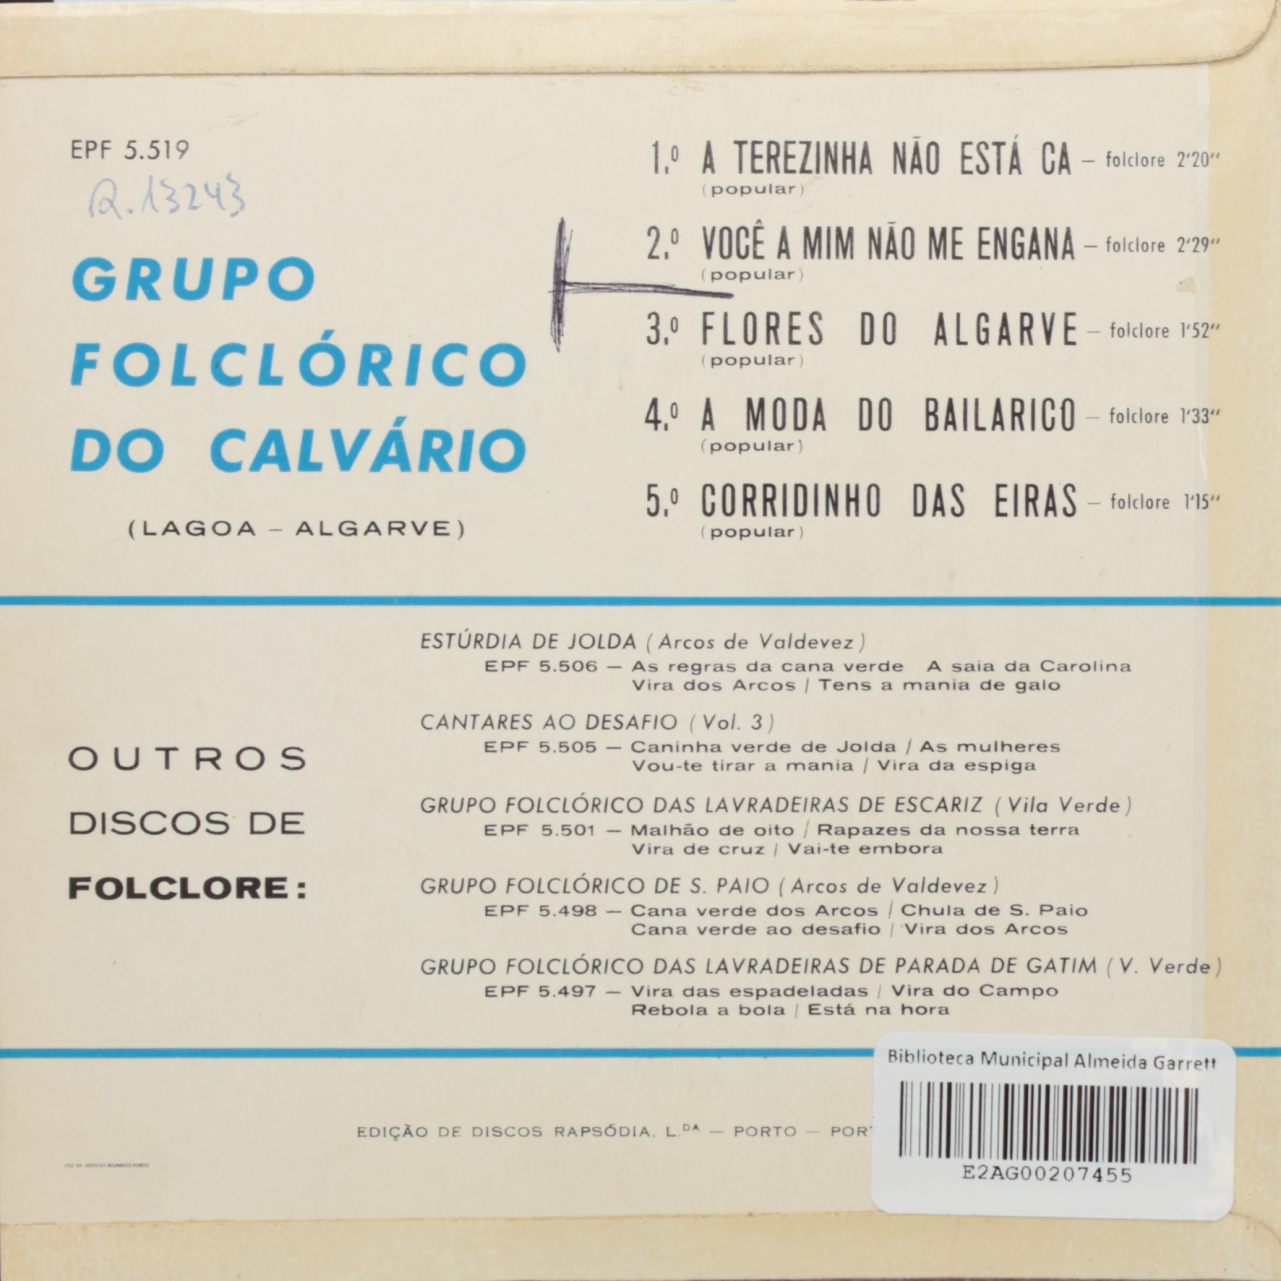 EPF 5.519
R. 13243
GRUPO
FOLCLÓRICO
DO CALVÁRIO
(LAGOA – ALGARVE)
1.º A TEREZINHA NÃO ESTÁ CA – folclore 2'20''
(popular)
2.º VOCÊ A MIM NÃO ME ENGANA – folclore 2'29''
(popular)
3.º FLORES DO ALGARVE – folclore 1'52''
(popular)
4.º A MODA DO BAILARICO – folclore 1'33''
(popular)
5.º CORRIDINHO DAS EIRAS – folclore 1'15''
(popular)
OUTROS
DISCOS DE
FOLCLORE:
ESTÚRDIA DE JOLDA (Arcos de Valdevez)
EPF 5.506 — As regras da cana verde A saia da Carolina
Vira dos Arcos / Tens a mania de galo
CANTARES AO DESAFIO (Vol. 3)
EPF 5.505 — Caninha verde de Jolda / As mulheres
Vou-te tirar a mania / Vira da espiga
GRUPO FOLCLÓRICO DAS LAVRADEIRAS DE ESCARIZ (Vila Verde)
EPF 5.501 — Malhão de oito / Rapazes da nossa terra
Vira de cruz / Vai-te embora
GRUPO FOLCLÓRICO DE S. PAIO (Arcos de Valdevez)
EPF 5.498 — Cana verde dos Arcos / Chula de S. Paio
Cana verde ao desafio / Vira dos Arcos
GRUPO FOLCLÓRICO DAS LAVRADEIRAS DE PARADA DE GATIM (V. Verde)
EPF 5.497 — Vira das espadeladas / Vira do Campo
Rebola a bola / Está na hora
EDIÇÃO DE DISCOS RAPSÓDIA, L.DA — PORTO — PORT
Biblioteca Municipal Almeida Garrett
E2AG00207455